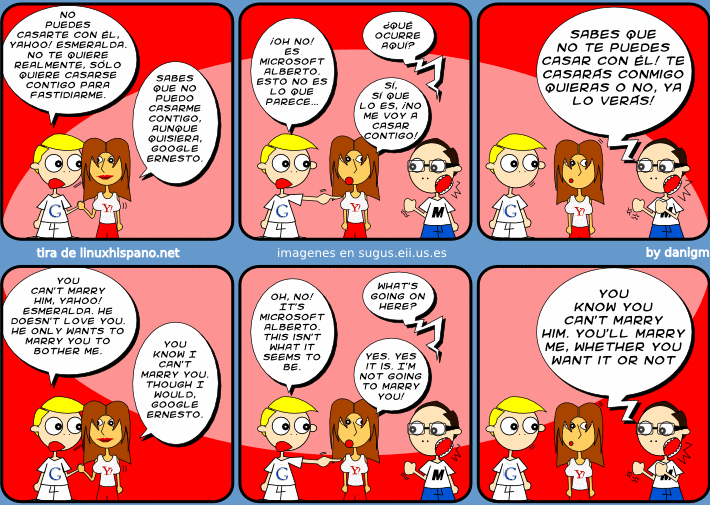 NO
PUEDES
CASARTE CON ÉL,
YAHOO! ESMERALDA.
NO TE QUIERE
REALMENTE, SÓLO
QUIERE CASARSE
CONTIGO PARA
FASTIDIARME.
SABES
QUE NO
PUEDO
CASARME
CONTIGO,
AUNQUE
QUISIERA,
GOOGLE
ERNESTO.
G
Y!
¡OH NO!
ES
MICROSOFT
ALBERTO.
ESTO NO ES
LO QUE
PARECE...
¿QUÉ
OCURRE
AQUÍ?
SI,
SÍ QUE
LO ES, ¡NO
ME VOY A
CASAR
CONTIGO!
G
Y!
M
SABES QUE
NO TE PUEDES
CASAR CON ÉL! TE
CASARÁS CONMIGO
QUIERAS O NO, YA
LO VERÁS!
G
Y!
M
tira de linuxhispano.net
imagenes en sugus.eii.us.es
by danigm
YOU
CAN'T MARRY
HIM, YAHOO!
ESMERALDA. HE
DOESN'T LOVE YOU.
HE ONLY WANTS TO
MARRY YOU TO
BOTHER ME.
YOU
KNOW I
CAN'T
MARRY YOU.
THOUGH I
WOULD,
GOOGLE
ERNESTO.
G
Y!
OH, NO!
IT'S
MICROSOFT
ALBERTO.
THIS ISN'T
WHAT IT
SEEMS TO
BE.
WHAT'S
GOING ON
HERE?
YES. YES
IT IS. I'M
NOT GOING
TO MARRY
YOU!
G
Y!
M
YOU
KNOW YOU
CAN'T MARRY
HIM. YOU'LL MARRY
ME, WHETHER YOU
WANT IT OR NOT
G
Y!
M